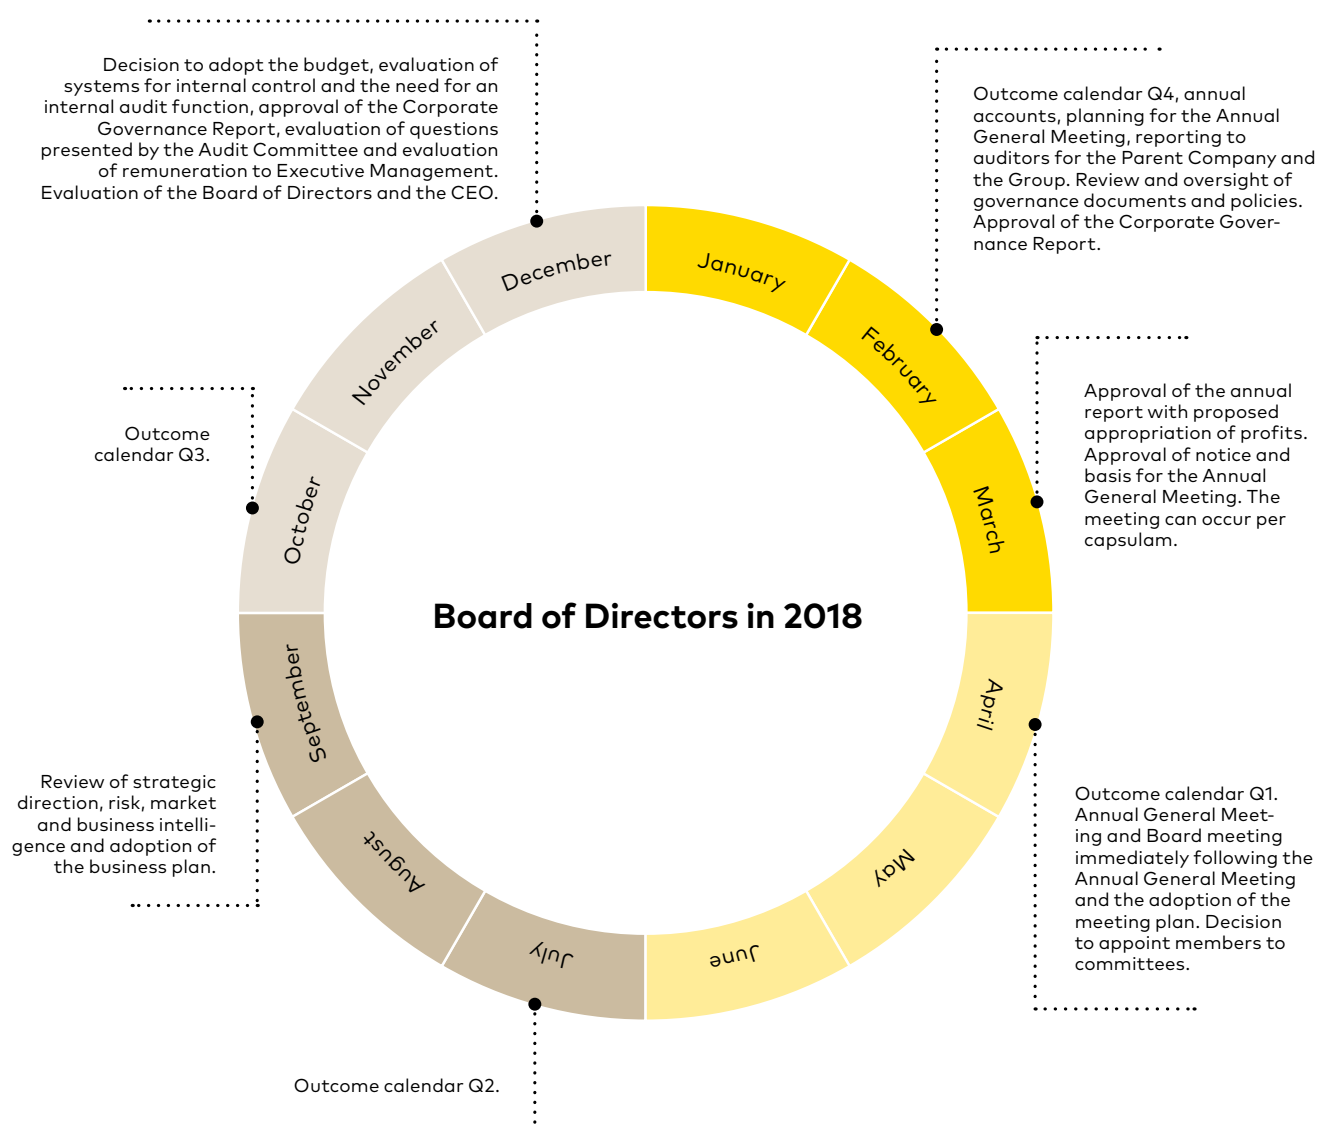 Decision to adopt the budget, evaluation of
systems for internal control and the need for an
internal audit function, approval of the Corporate
Governance Report, evaluation of questions
presented by the Audit Committee and evaluation
of remuneration to Executive Management.
Evaluation of the Board of Directors and the CEO.
Outcome calendar Q4, annual
accounts, planning for the Annual
General Meeting, reporting to
auditors for the Parent Company and
the Group. Review and oversight of
governance documents and policies.
Approval of the Corporate Gover-
nance Report.
December
January
November
February
Approval of the annual
report with proposed
appropriation of profits.
Approval of notice and
basis for the Annual
General Meeting. The
meeting can occur per
capsulam.
Outcome
calendar Q3.
October
March
Board of Directors in 2018
September
April
Review of strategic
direction, risk, market
and business intelli-
gence and adoption of
the business plan.
Outcome calendar Q1.
Annual General Meet-
ing and Board meeting
immediately following the
Annual General Meeting
and the adoption of the
meeting plan. Decision
to appoint members to
committees.
August
May
July
June
Outcome calendar Q2.